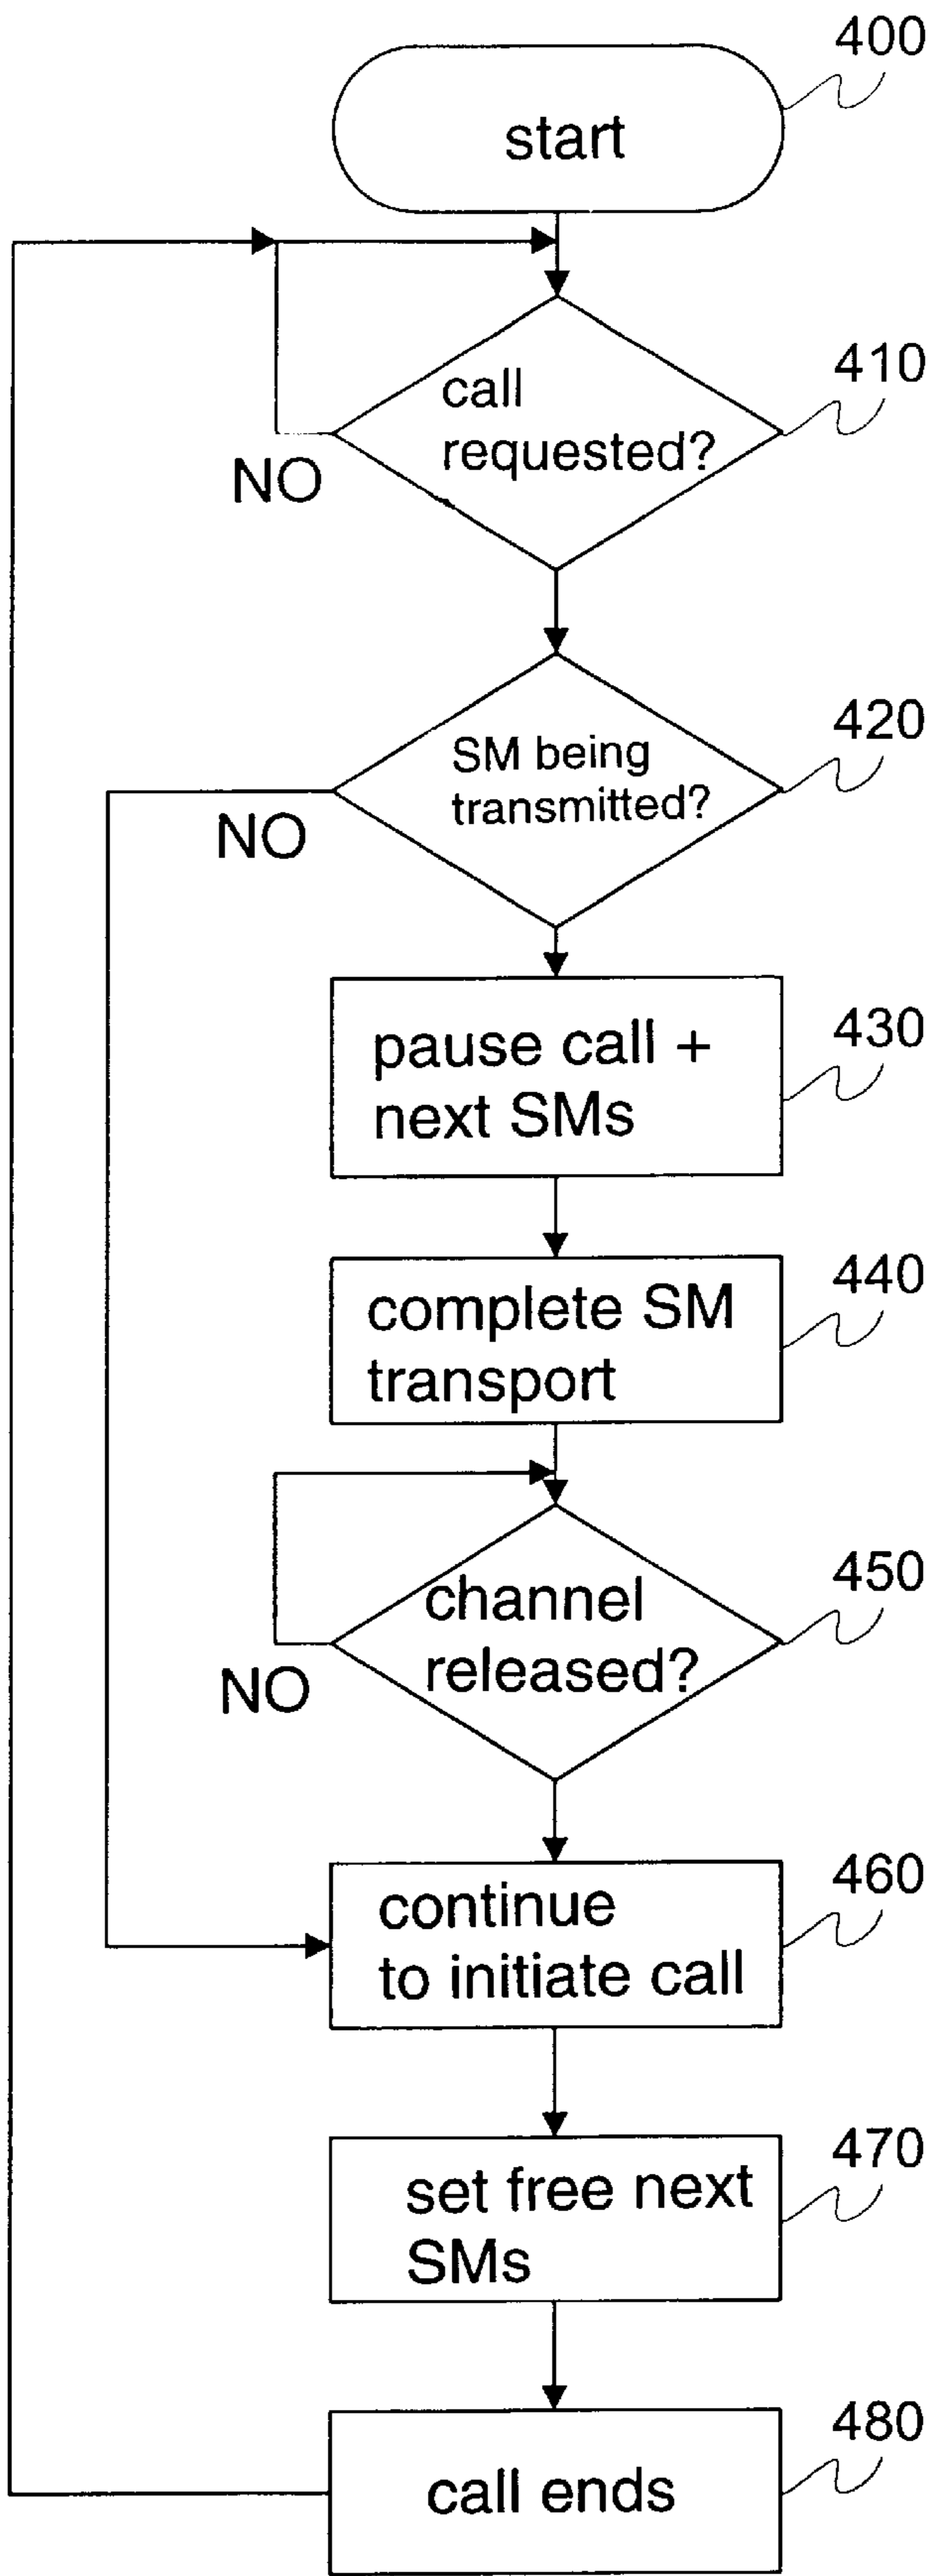 400
start
410
call
requested?
NO
420
SM being
transmitted?
NO
430
pause call +
next SMs
440
complete SM
transport
450
channel
released?
NO
460
continue
to initiate call
470
set free next
SMs
480
call ends